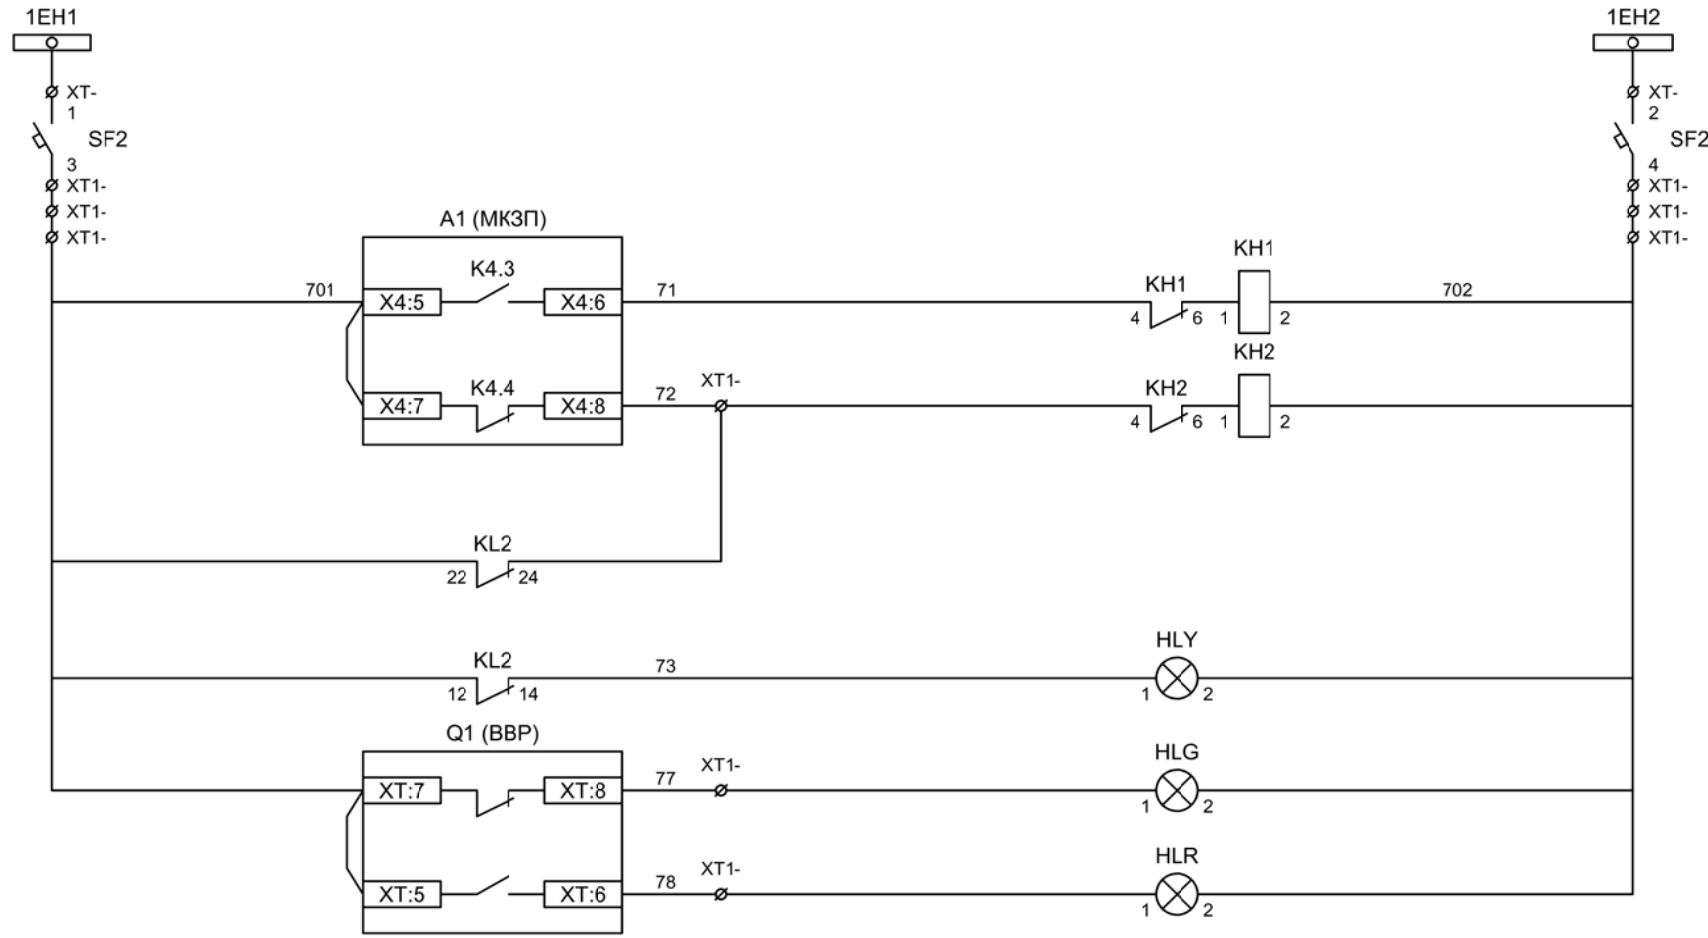 1EH1 1EH2
XT- XT-
1 2
SF2 SF2
3 4
XT1- XT1-
XT1- XT1-
XT1- XT1-
A1 (МКЗП)
701 X4:5 K4.3 X4:6 71 KH1 4 6 KH1 1 2 702
X4:7 K4.4 X4:8 72 XT1- KH2 4 6 KH2 1 2
KL2
22 24
KL2 73 HLY
12 14 1 2
Q1 (ВВР)
XT:7 XT:8 77 XT1- HLG 1 2
XT:5 XT:6 78 XT1- HLR 1 2